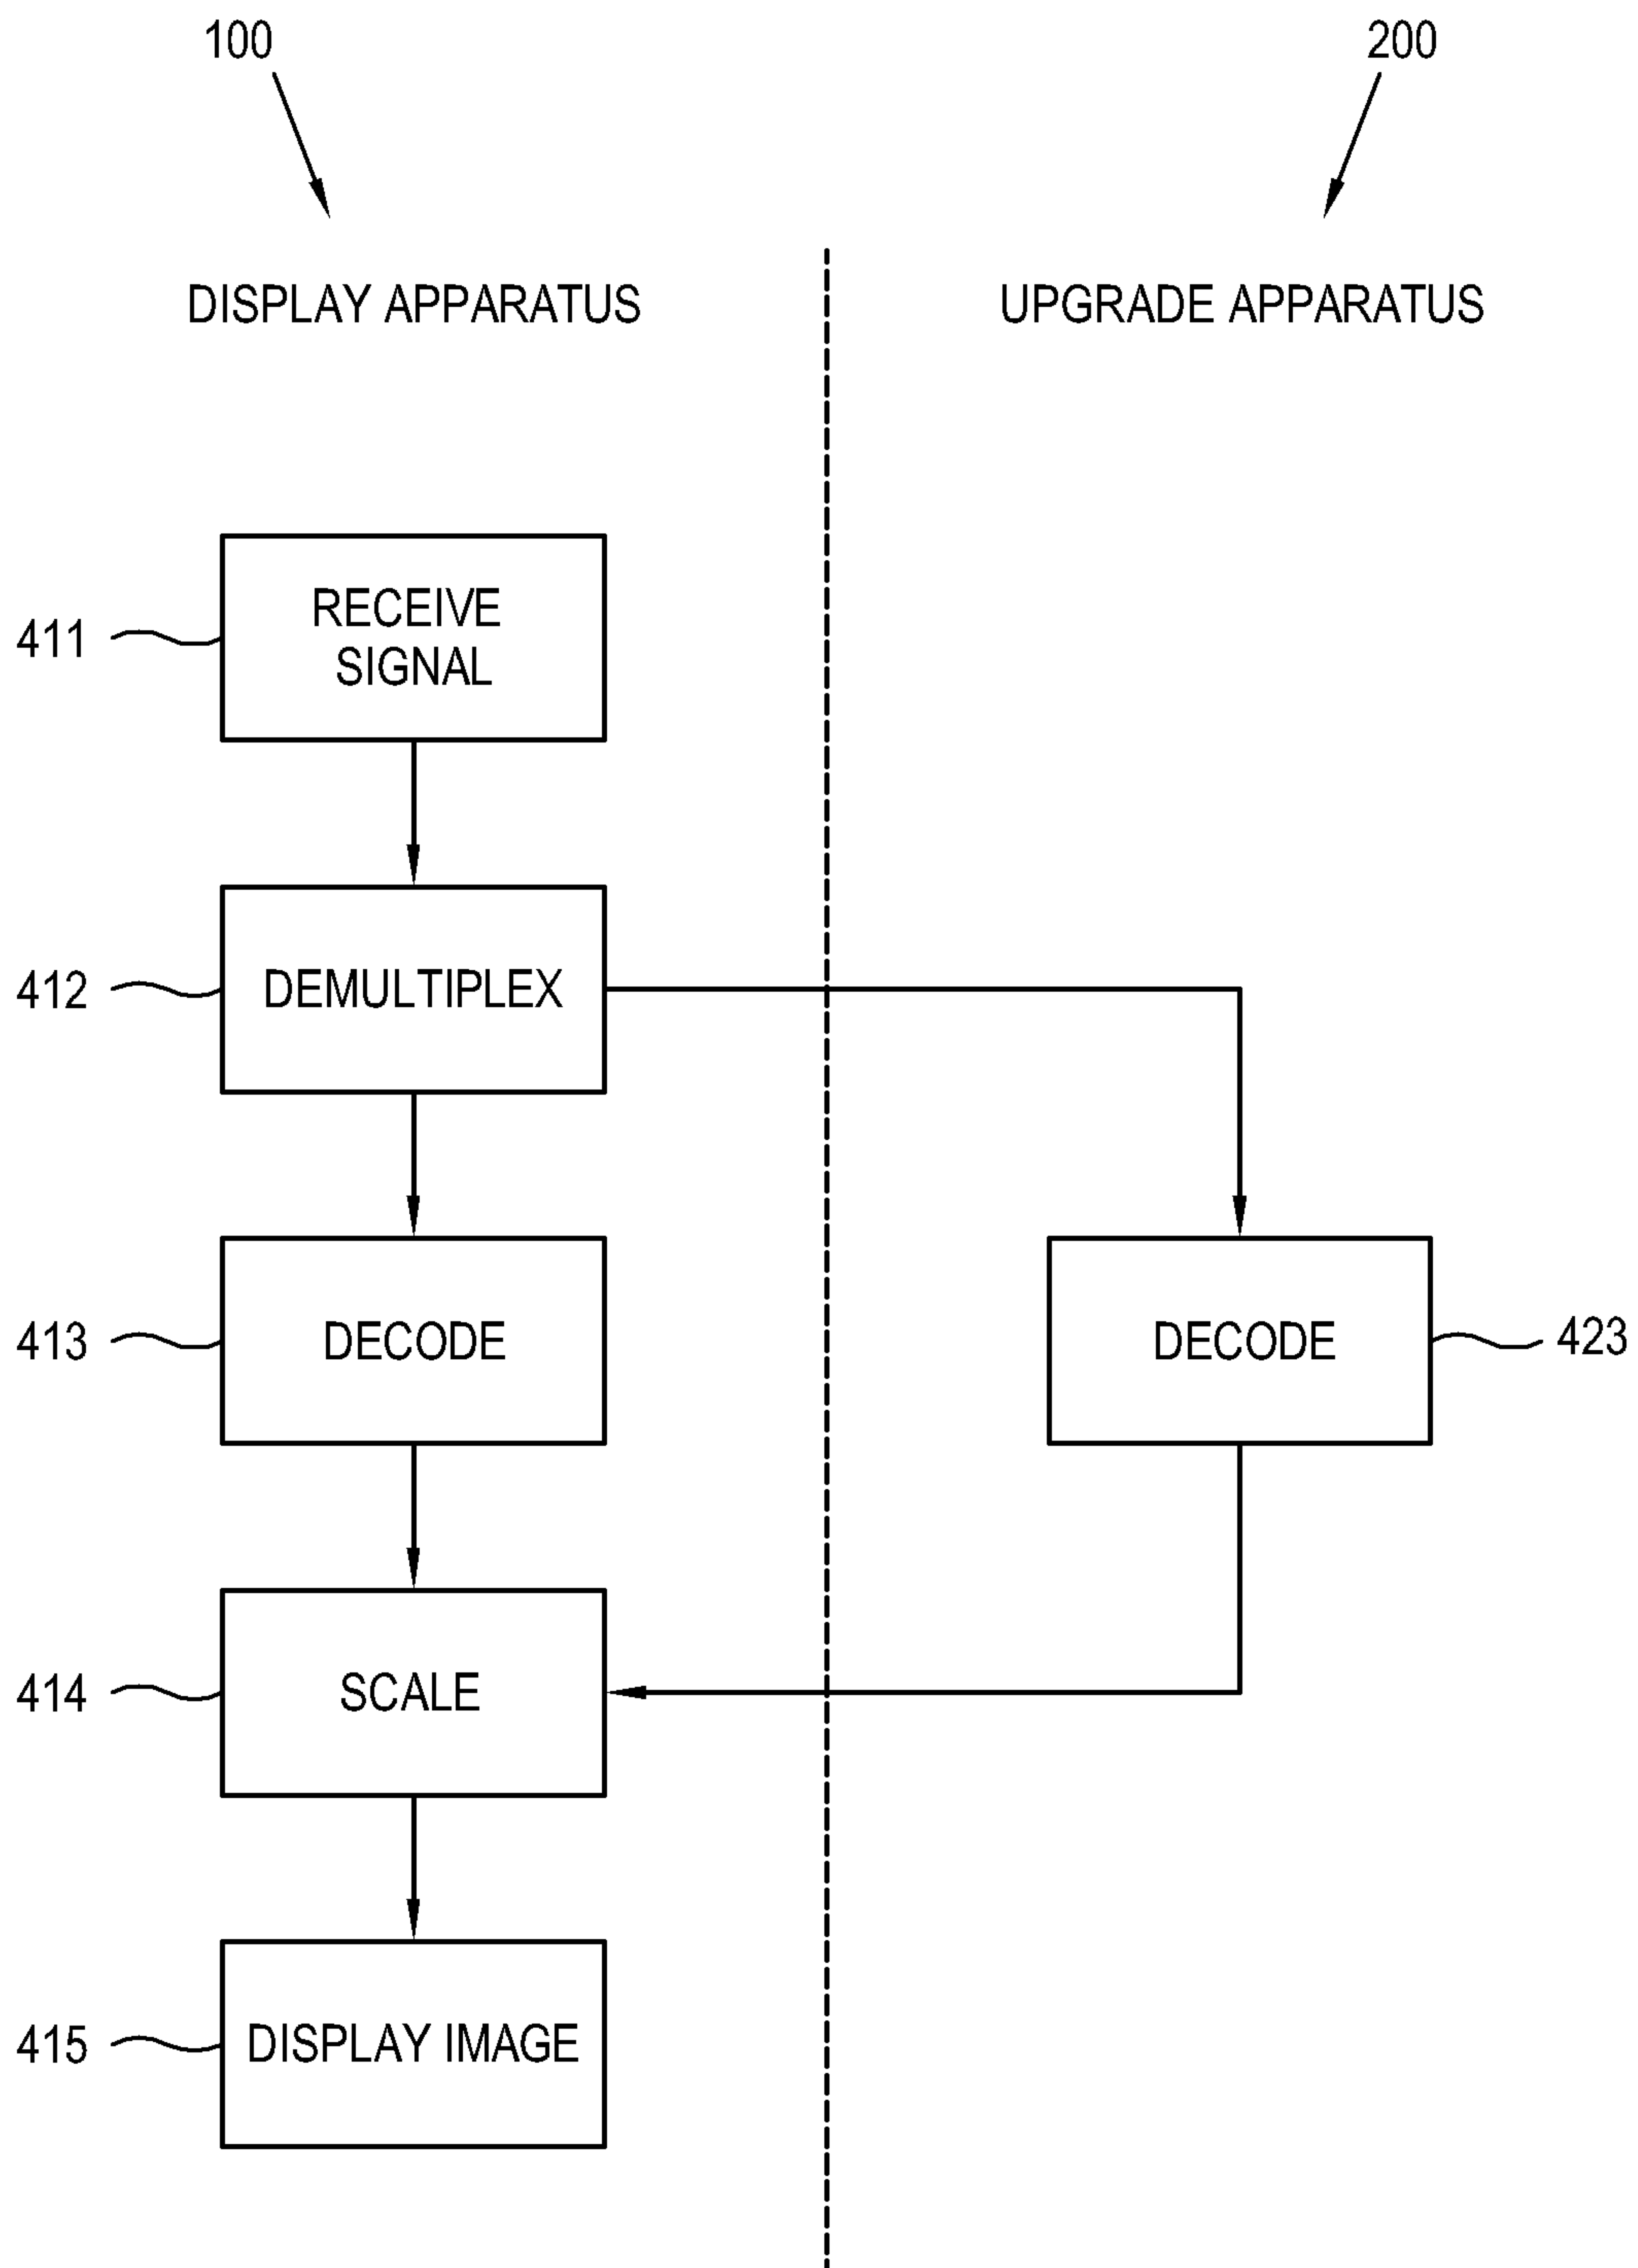 100
200
DISPLAY APPARATUS
UPGRADE APPARATUS
411
RECEIVE
SIGNAL
412
DEMULTIPLEX
413
DECODE
DECODE
423
414
SCALE
415
DISPLAY IMAGE